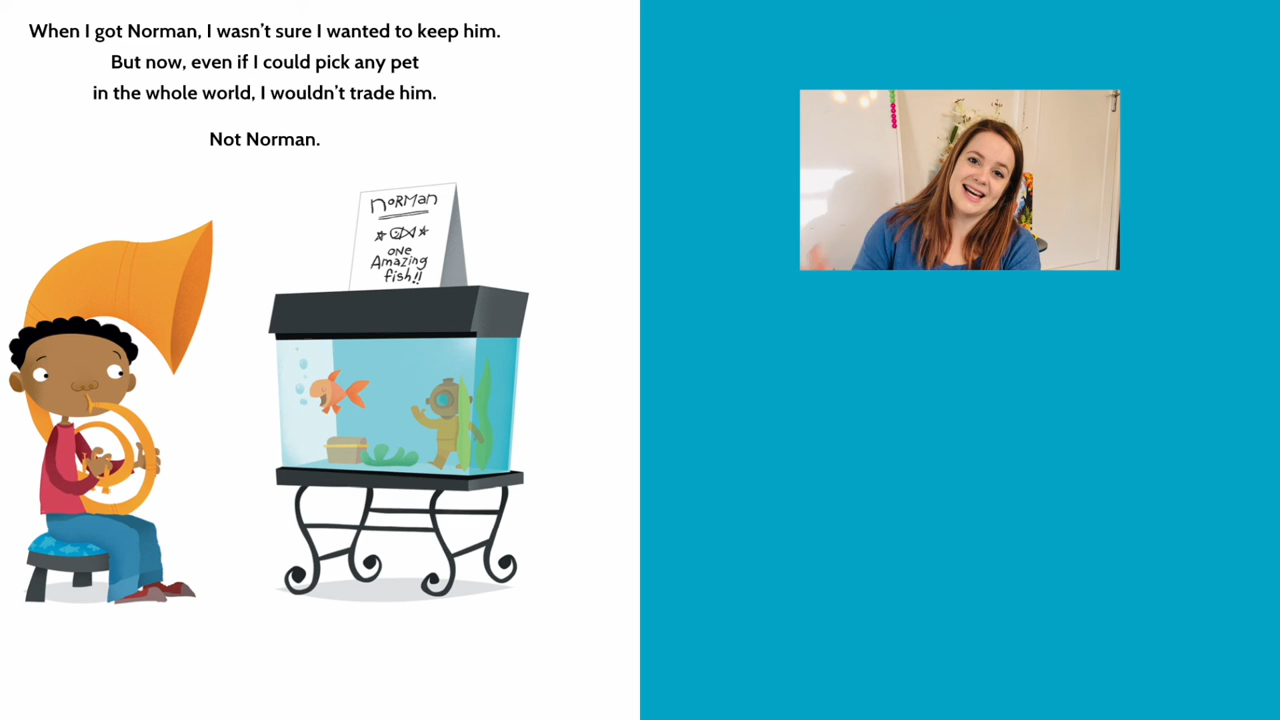 When I got Norman, I wasn't sure I wanted to keep him.
But now, even if I could pick any pet
in the whole world, I wouldn't trade him.
Not Norman.
NORMAN
ONE
Amazing
fish!!